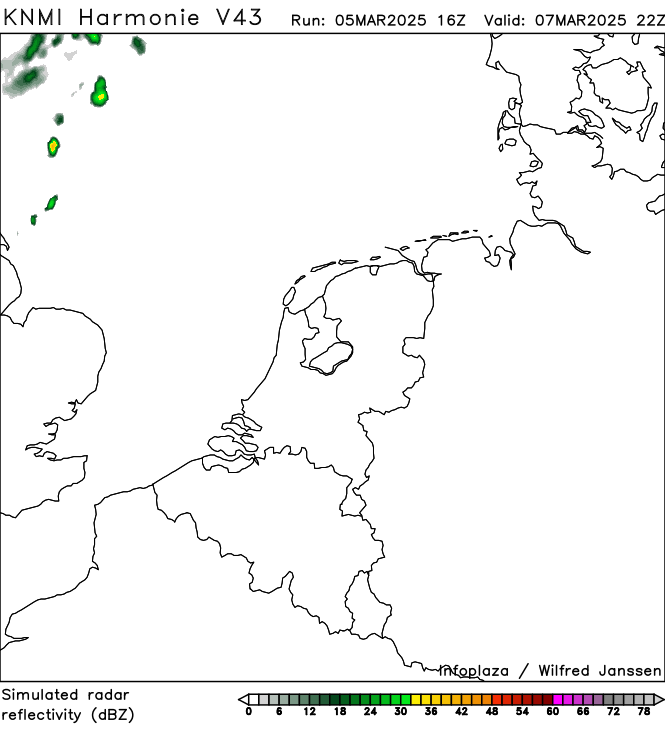 KNMI Harmonie V43 Run: 05MAR2025 16Z Valid: 07MAR2025 22Z
infoplaza / Wilfred Janssen
Simulated radar
reflectivity (dBZ)
0 6 12 18 24 30 36 42 48 54 60 66 72 78